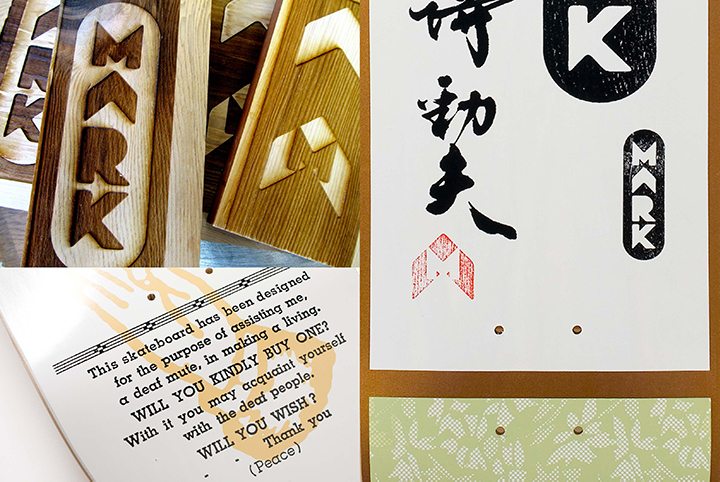 MARK
K
勁夫
MARK
This skateboard has been designed
for the purpose of assisting me,
a deaf mute, in making a living.
WILL YOU KINDLY BUY ONE?
With it you may acquaint yourself
with the deaf people.
WILL YOU WISH?
- - - Thank you
(Peace)